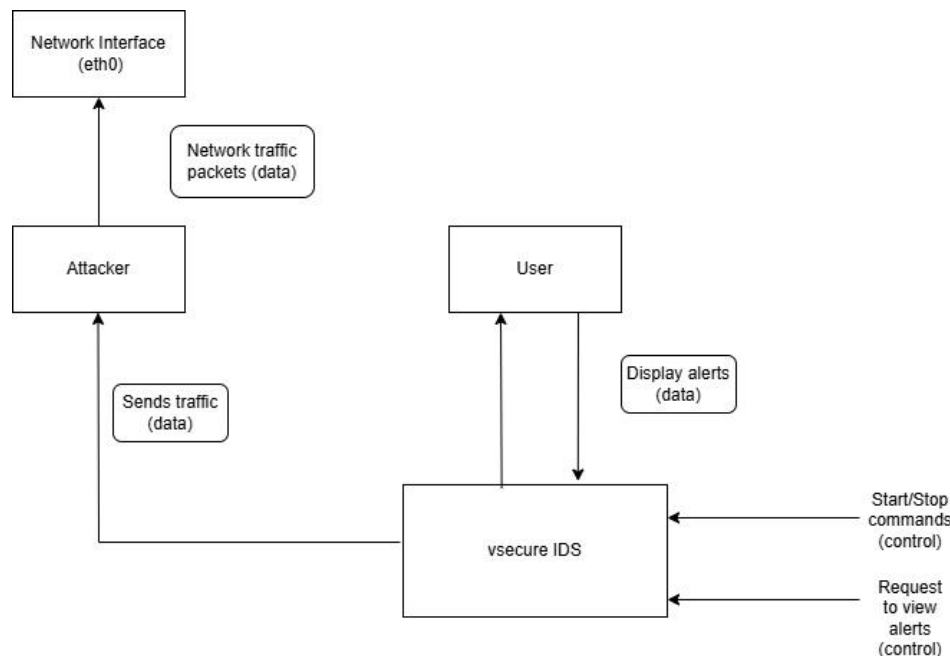 Network Interface
(eth0)
Network traffic
packets (data)
Attacker
User
Sends traffic
(data)
Display alerts
(data)
vsecure IDS
Start/Stop
commands
(control)
Request
to view
alerts
(control)